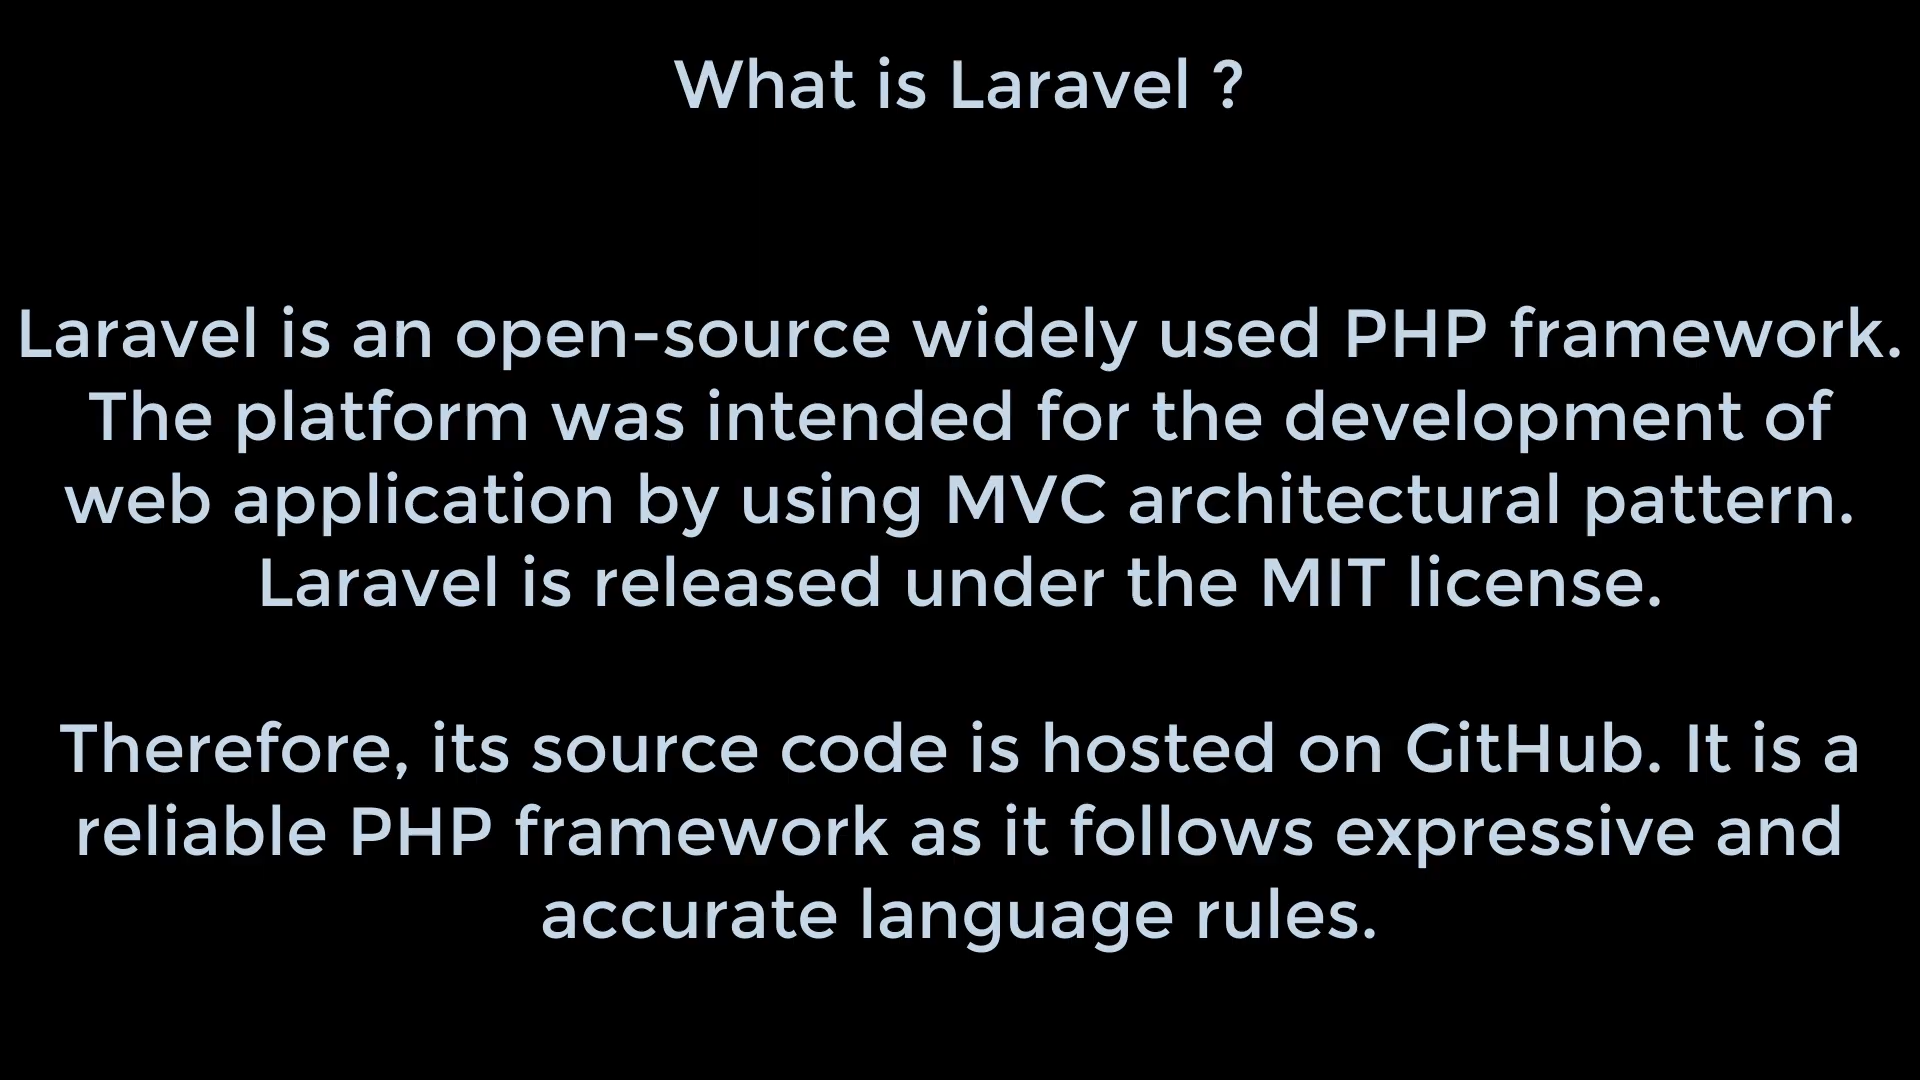 What is Laravel ?
Laravel is an open-source widely used PHP framework.
The platform was intended for the development of
web application by using MVC architectural pattern.
Laravel is released under the MIT license.
Therefore, its source code is hosted on GitHub. It is a
reliable PHP framework as it follows expressive and
accurate language rules.